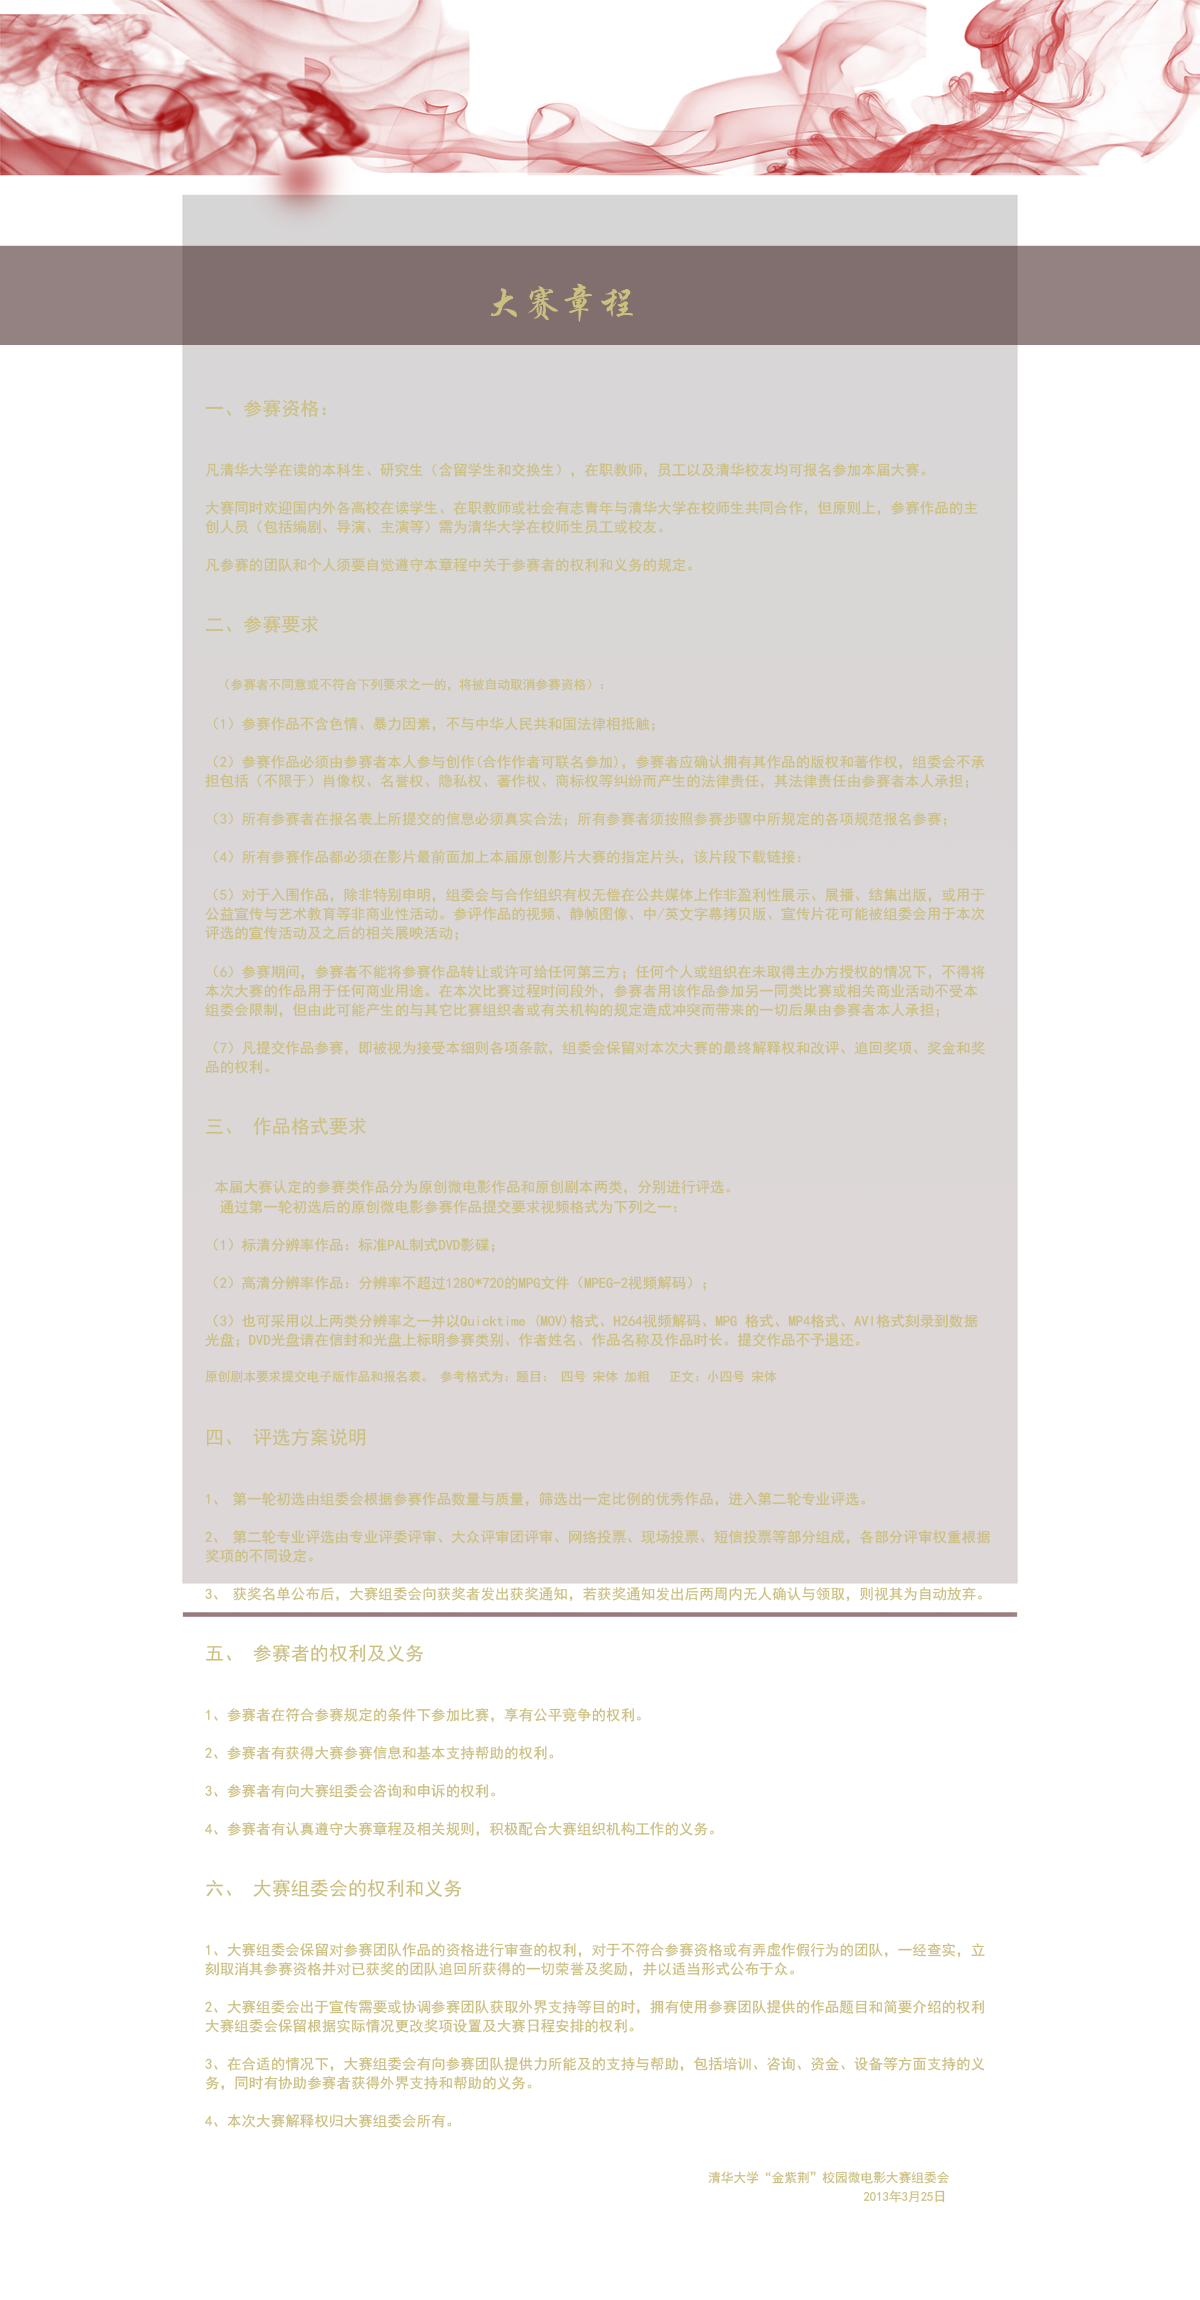 大赛章程
一、参赛资格：
凡清华大学在读的本科生、研究生（含留学生和交换生），在职教师，员工以及清华校友均可报名参加本届大赛。
大赛同时欢迎国内外各高校在读学生、在职教师或社会有志青年与清华大学在校师生共同合作，但原则上，参赛作品的主
创人员（包括编剧、导演、主演等）需为清华大学在校师生员工或校友。
凡参赛的团队和个人须要自觉遵守本章程中关于参赛者的权利和义务的规定。
二、参赛要求
（参赛者不同意或不符合下列要求之一的，将被自动取消参赛资格）：
（1）参赛作品不含色情、暴力因素，不与中华人民共和国法律相抵触；
（2）参赛作品必须由参赛者本人参与创作(合作作者可联名参加)，参赛者应确认拥有其作品的版权和著作权，组委会不承
担包括（不限于）肖像权、名誉权、隐私权、著作权、商标权等纠纷而产生的法律责任，其法律责任由参赛者本人承担；
（3）所有参赛者在报名表上所提交的信息必须真实合法；所有参赛者须按照参赛步骤中所规定的各项规范报名参赛；
（4）所有参赛作品都必须在影片最前面加上本届原创影片大赛的指定片头，该片段下载链接：
（5）对于入围作品，除非特别申明，组委会与合作组织有权无偿在公共媒体上作非盈利性展示、展播、结集出版，或用于
公益宣传与艺术教育等非商业性活动。参评作品的视频、静帧图像、中/英文字幕拷贝版、宣传片花可能被组委会用于本次
评选的宣传活动及之后的相关展映活动；
（6）参赛期间，参赛者不能将参赛作品转让或许可给任何第三方；任何个人或组织在未取得主办方授权的情况下，不得将
本次大赛的作品用于任何商业用途。在本次比赛过程时间段外，参赛者用该作品参加另一同类比赛或相关商业活动不受本
组委会限制，但由此可能产生的与其它比赛组织者或有关机构的规定造成冲突而带来的一切后果由参赛者本人承担；
（7）凡提交作品参赛，即被视为接受本细则各项条款，组委会保留对本次大赛的最终解释权和改评、追回奖项、奖金和奖
品的权利。
三、 作品格式要求
本届大赛认定的参赛类作品分为原创微电影作品和原创剧本两类，分别进行评选。
通过第一轮初选后的原创微电影参赛作品提交要求视频格式为下列之一：
（1）标清分辨率作品：标准PAL制式DVD影碟；
（2）高清分辨率作品：分辨率不超过1280*720的MPG文件（MPEG-2视频解码）；
（3）也可采用以上两类分辨率之一并以Quicktime (MOV)格式、H264视频解码、MPG 格式、MP4格式、AVI格式刻录到数据
光盘；DVD光盘请在信封和光盘上标明参赛类别、作者姓名、作品名称及作品时长。提交作品不予退还。
原创剧本要求提交电子版作品和报名表。 参考格式为：题目： 四号 宋体 加粗 正文：小四号 宋体
四、 评选方案说明
1、 第一轮初选由组委会根据参赛作品数量与质量，筛选出一定比例的优秀作品，进入第二轮专业评选。
2、 第二轮专业评选由专业评委评审、大众评审团评审、网络投票、现场投票、短信投票等部分组成，各部分评审权重根据
奖项的不同设定。
3、 获奖名单公布后，大赛组委会向获奖者发出获奖通知，若获奖通知发出后两周内无人确认与领取，则视其为自动放弃。
五、 参赛者的权利及义务
1、参赛者在符合参赛规定的条件下参加比赛，享有公平竞争的权利。
2、参赛者有获得大赛参赛信息和基本支持帮助的权利。
3、参赛者有向大赛组委会咨询和申诉的权利。
4、参赛者有认真遵守大赛章程及相关规则，积极配合大赛组织机构工作的义务。
六、 大赛组委会的权利和义务
1、大赛组委会保留对参赛团队作品的资格进行审查的权利，对于不符合参赛资格或有弄虚作假行为的团队，一经查实，立
刻取消其参赛资格并对已获奖的团队追回所获得的一切荣誉及奖励，并以适当形式公布于众。
2、大赛组委会出于宣传需要或协调参赛团队获取外界支持等目的时，拥有使用参赛团队提供的作品题目和简要介绍的权利
大赛组委会保留根据实际情况更改奖项设置及大赛日程安排的权利。
3、在合适的情况下，大赛组委会有向参赛团队提供力所能及的支持与帮助，包括培训、咨询、资金、设备等方面支持的义
务，同时有协助参赛者获得外界支持和帮助的义务。
4、本次大赛解释权归大赛组委会所有。
清华大学“金紫荆”校园微电影大赛组委会
2013年3月25日